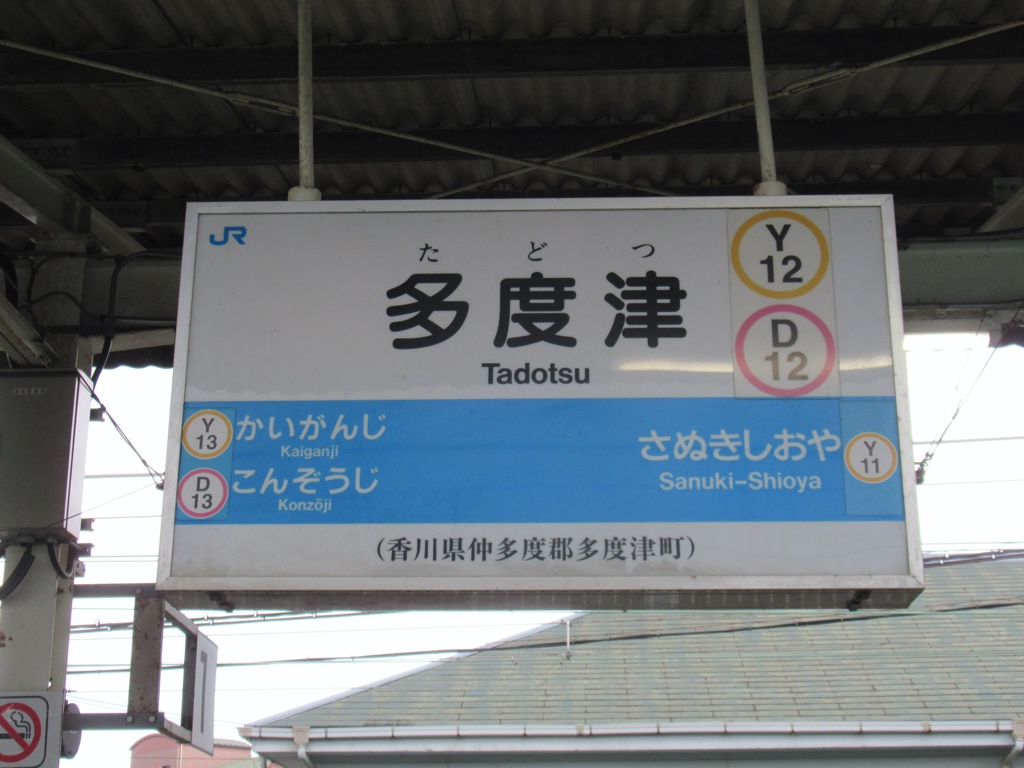 JR
たどつ
多度津
Tadotsu
Y
12
D
12
Y
13
かいがんじ
Kaiganji
D
13
こんぞうじ
Konzōji
さぬきしおや
Sanuki-Shioya
Y
11
(香川県仲多度郡多度津町)
1